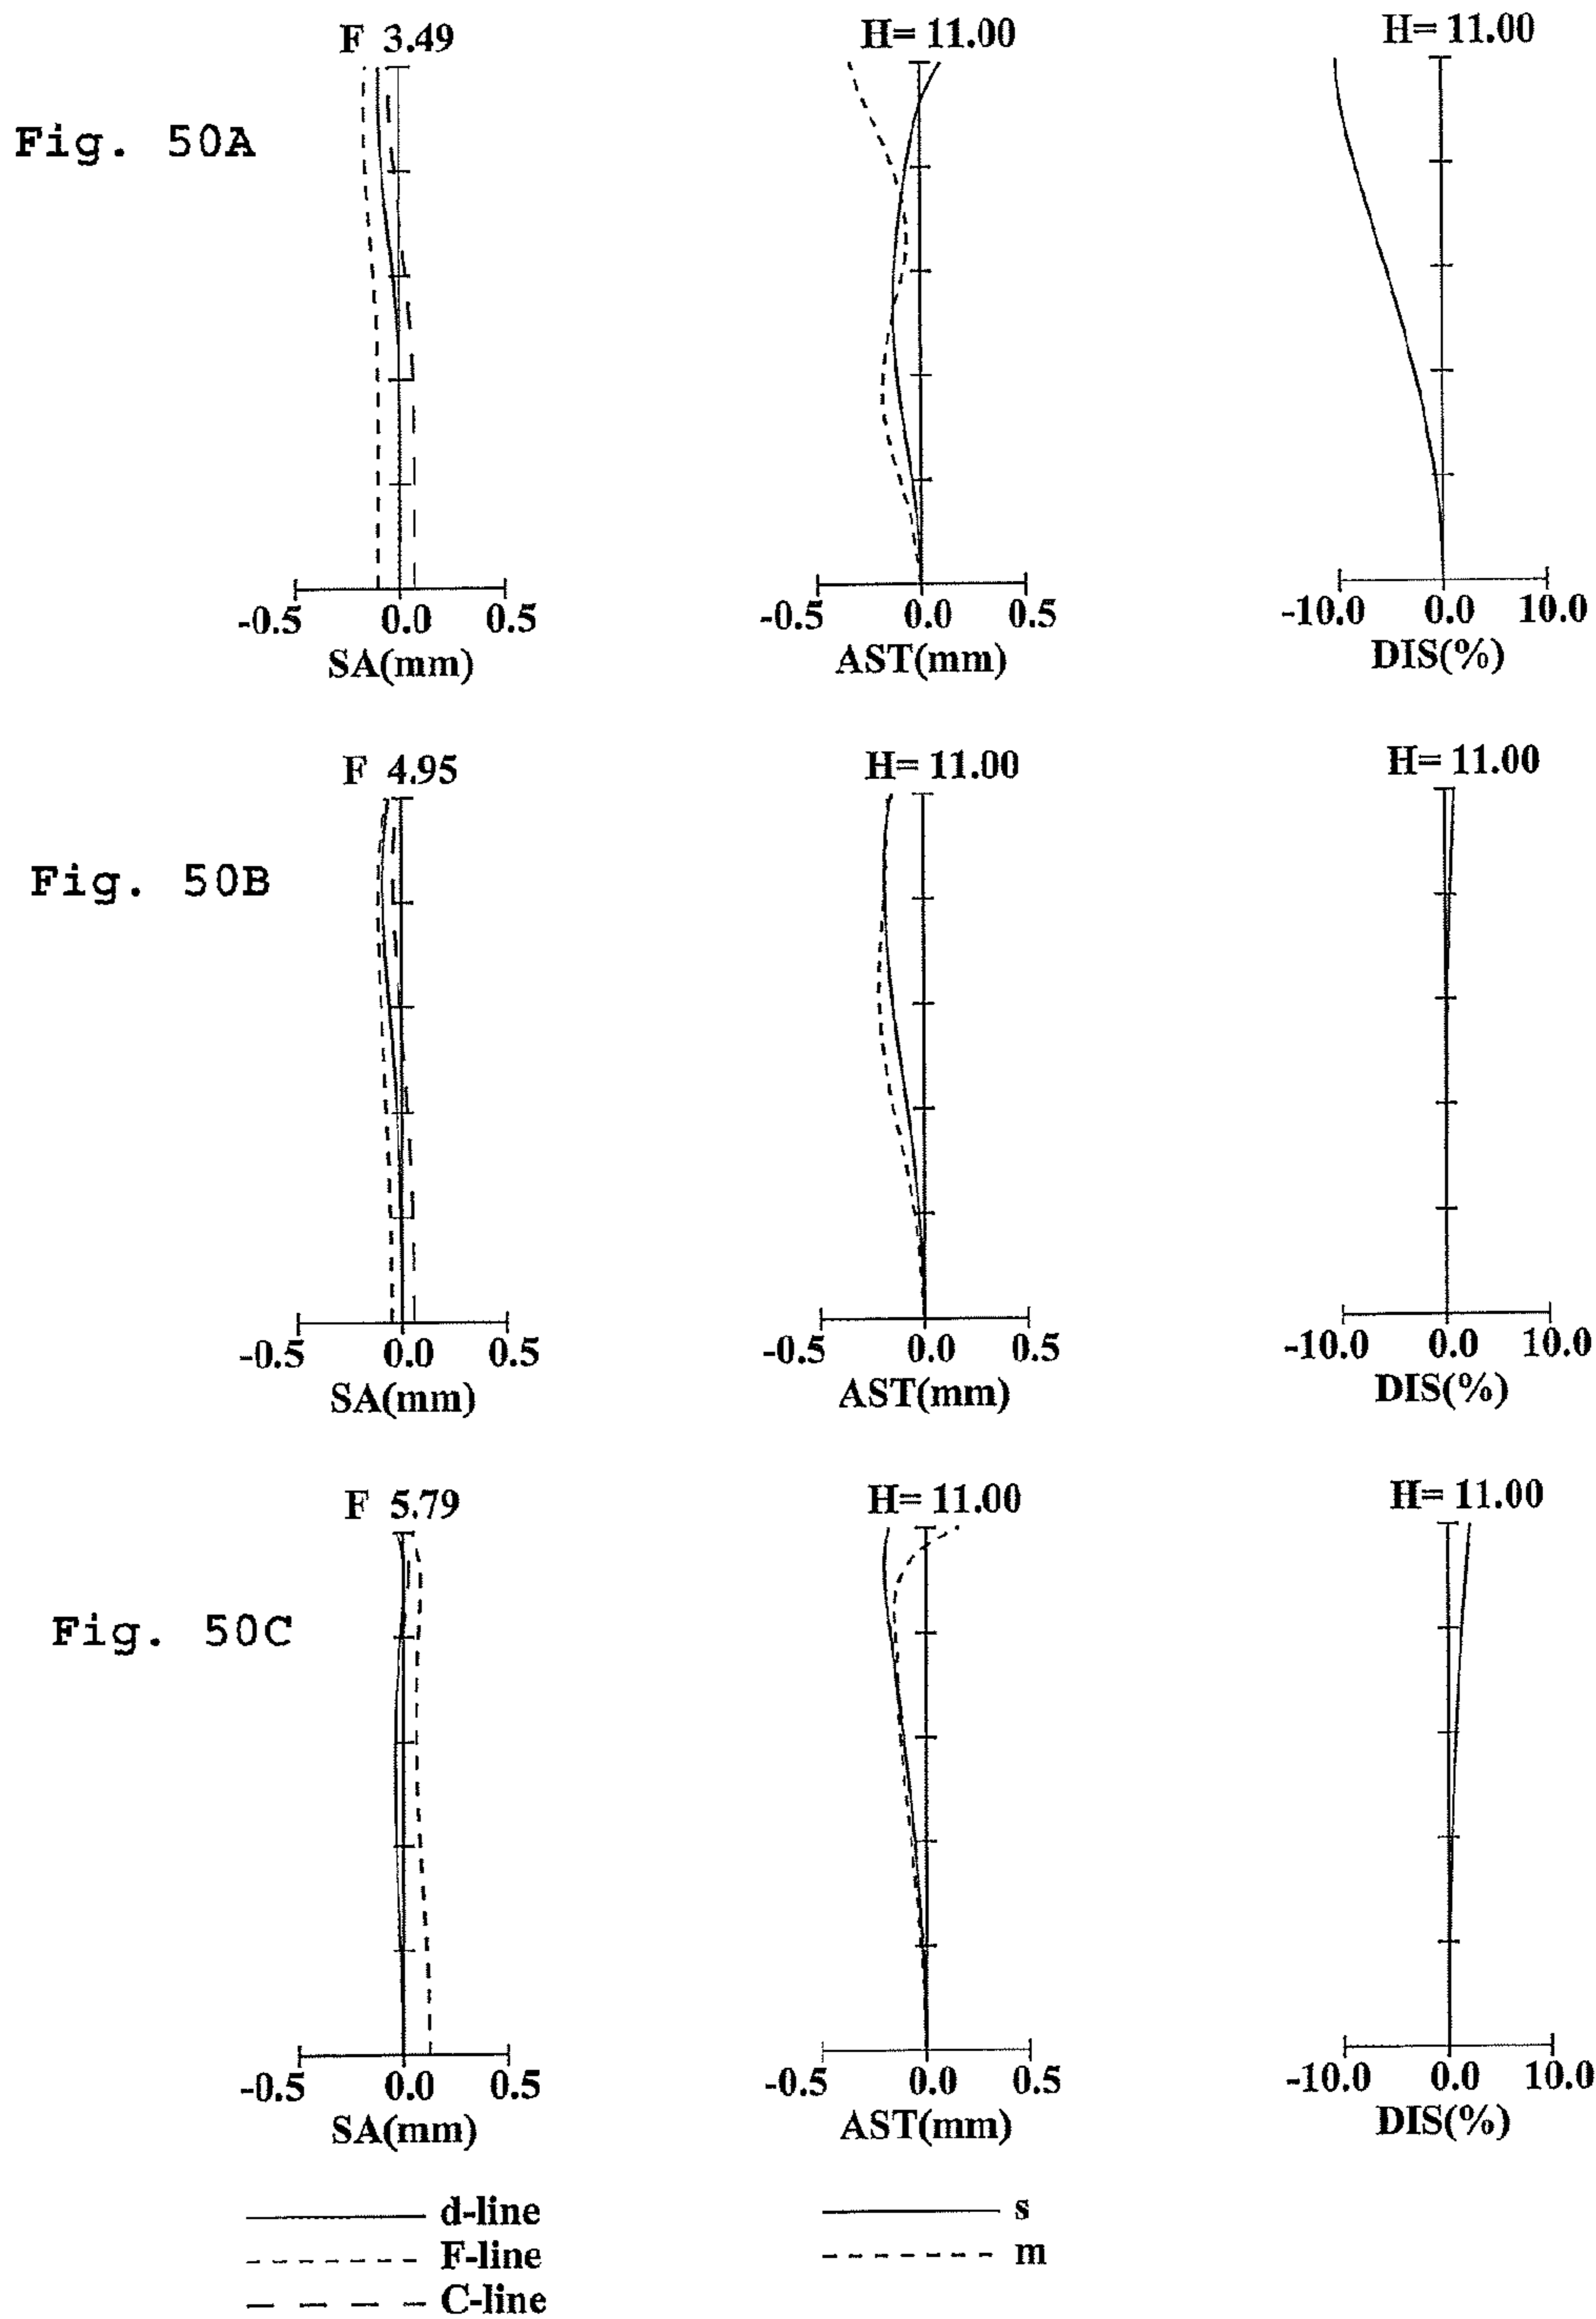 F 3.49
H= 11.00
H= 11.00
Fig. 50A
-0.5 0.0 0.5
SA(mm)
-0.5 0.0 0.5
AST(mm)
-10.0 0.0 10.0
DIS(%)
F 4.95
H= 11.00
H= 11.00
Fig. 50B
-0.5 0.0 0.5
SA(mm)
-0.5 0.0 0.5
AST(mm)
-10.0 0.0 10.0
DIS(%)
F 5.79
H= 11.00
H= 11.00
Fig. 50C
-0.5 0.0 0.5
SA(mm)
-0.5 0.0 0.5
AST(mm)
-10.0 0.0 10.0
DIS(%)
d-line
F-line
C-line
s
m